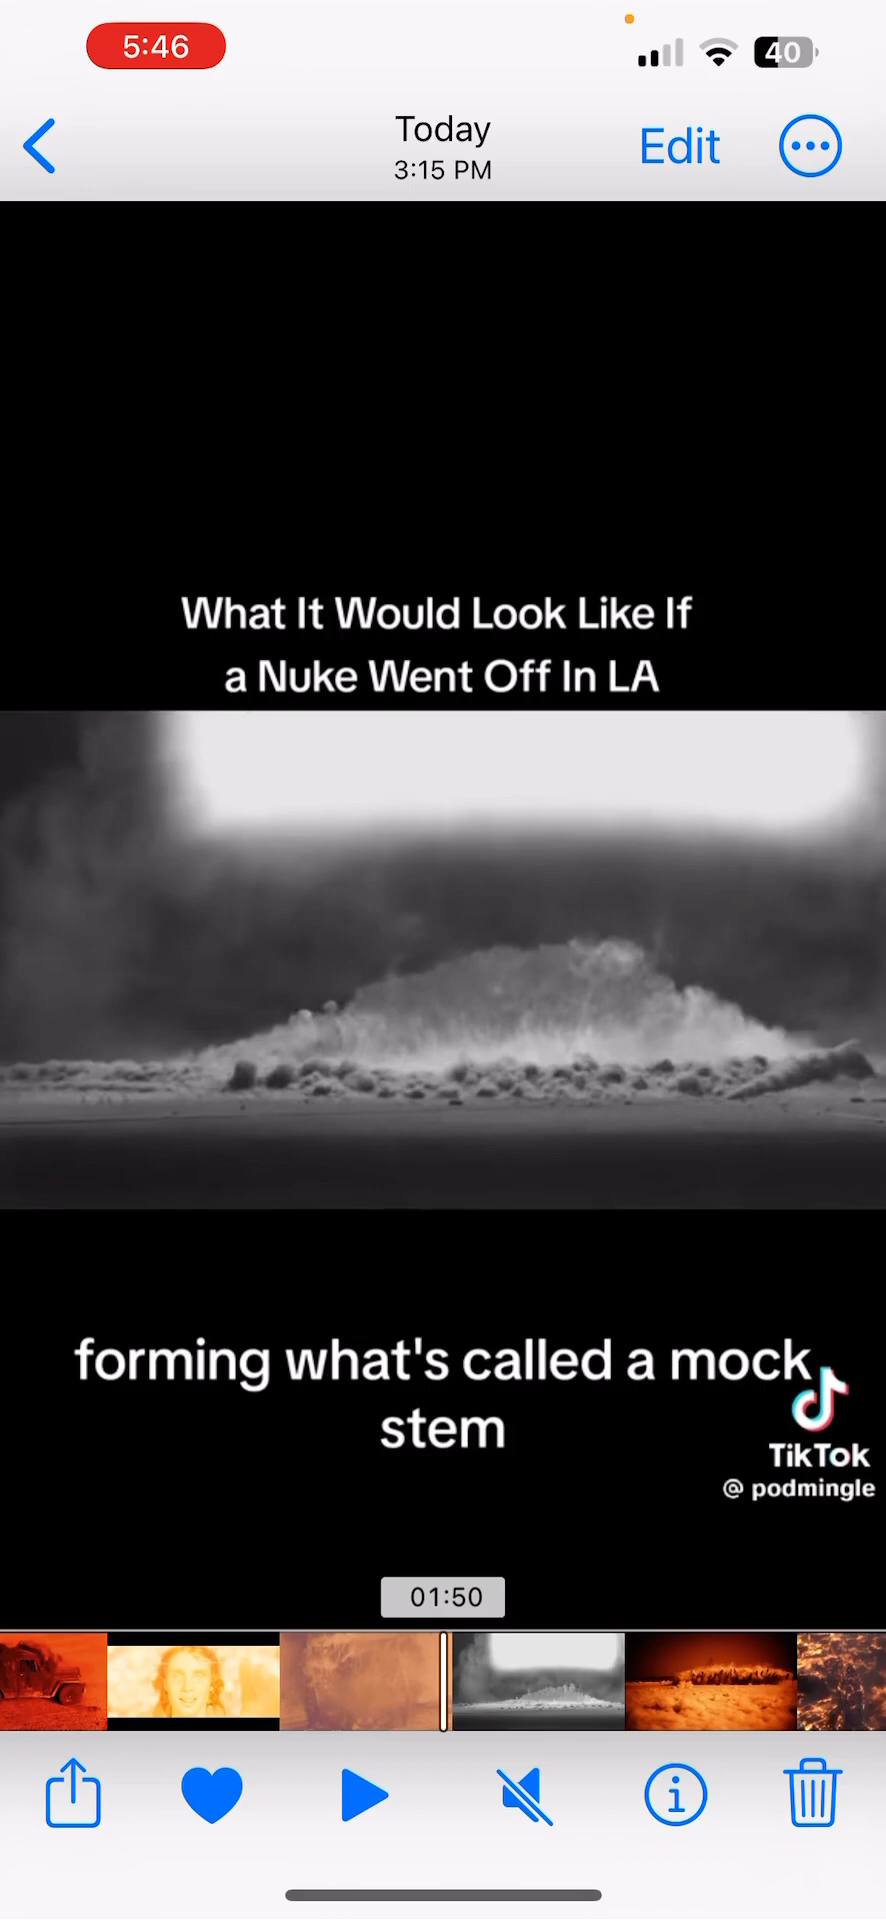 5:46
40
Today
3:15 PM
Edit
What It Would Look Like If
a Nuke Went Off In LA
forming what's called a mock
stem
TikTok
@ podmingle
01:50